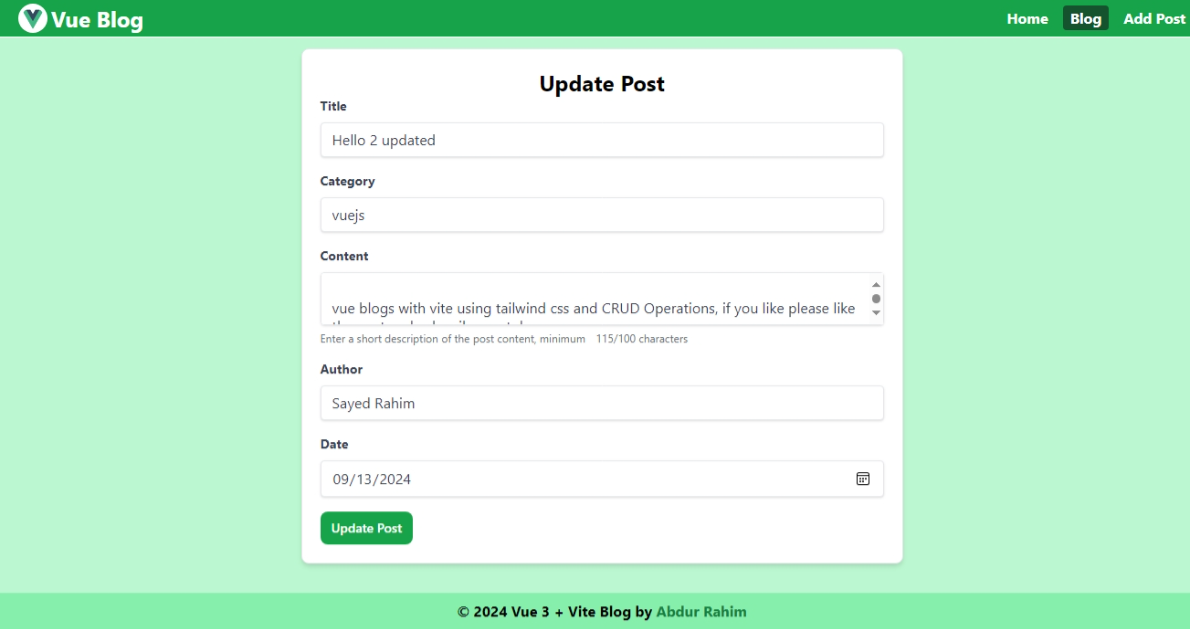 Vue Blog
Home Blog Add Post
Update Post
Title
Hello 2 updated
Category
vuejs
Content
vue blogs with vite using tailwind css and CRUD Operations, if you like please like
Enter a short description of the post content, minimum 115/100 characters
Author
Sayed Rahim
Date
09/13/2024
Update Post
© 2024 Vue 3 + Vite Blog by Abdur Rahim